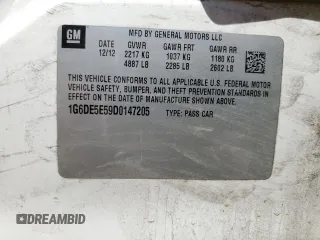 GM
MFD BY GENERAL MOTORS LLC
DATE GVWR GAWR FRT GAWR RR
12/12 2217 KG 1037 KG 1180 KG
4887 LB 2285 LB 2602 LB
THIS VEHICLE CONFORMS TO ALL APPLICABLE U.S. FEDERAL MOTOR
VEHICLE SAFETY, BUMPER, AND THEFT PREVENTION STANDARDS
IN EFFECT ON THE DATE OF MANUFACTURE SHOWN ABOVE.
1G6DE5E59D0147205 TYPE: PASS CAR
DREAMBID